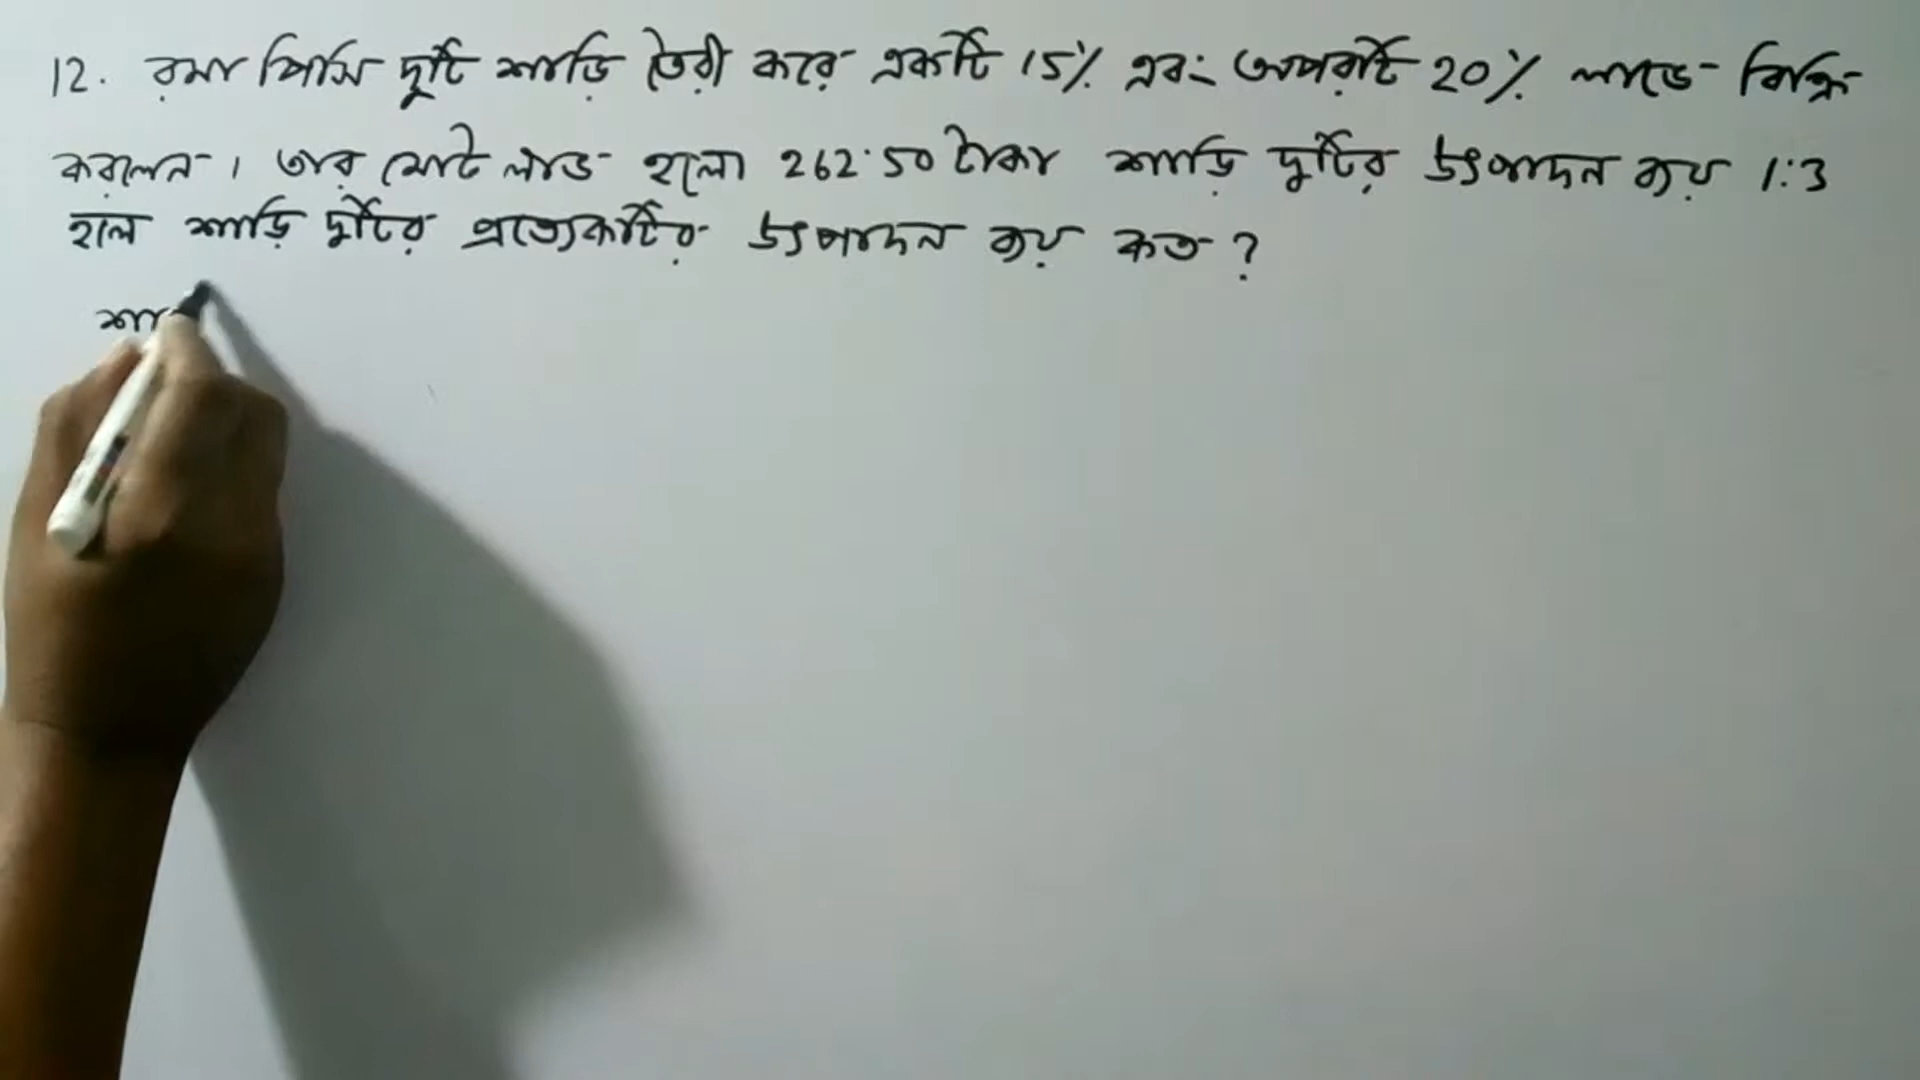 12. রমা পিসি দুটি শাড়ি তৈরী করে একটি 15% এবং অপরটি 20% লাভে বিক্রি
করলেন। তার মোট লাভ হলো 262.50 টাকা শাড়ি দুটির উৎপাদন ব্যয় 1:3
হলে শাড়ি দুটির প্রত্যেকটির উৎপাদন ব্যয় কত?
শা